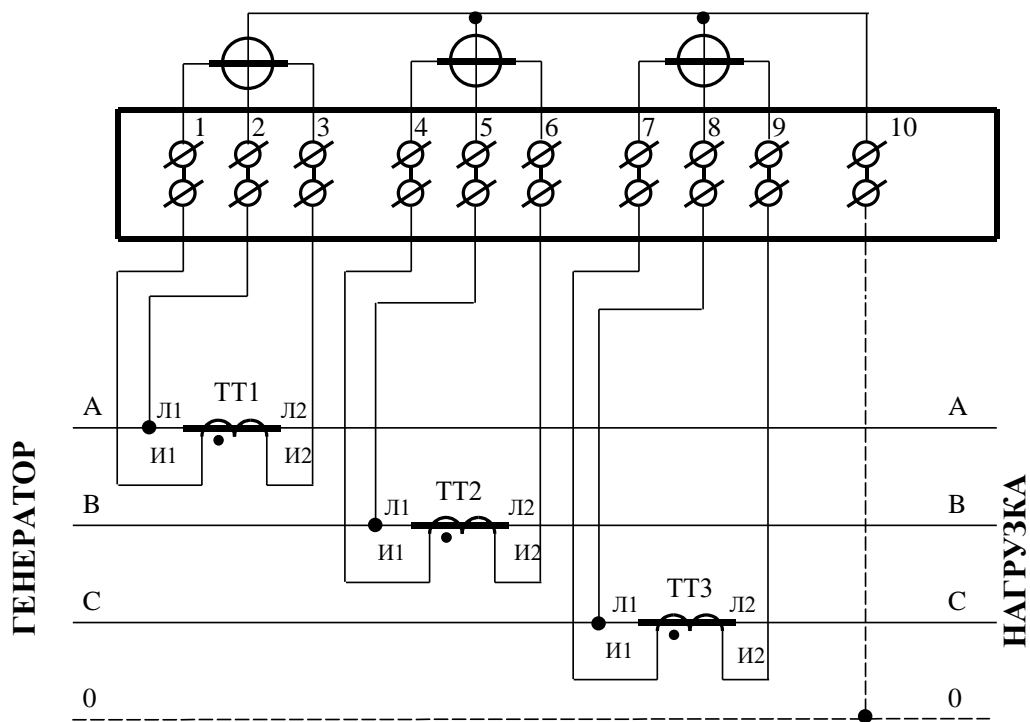 1 2 3 4 5 6 7 8 9 10
ТТ1
А Л1 Л2 А
И1 И2
ТТ2
В Л1 Л2 В
И1 И2
ТТ3
С Л1 Л2 С
И1 И2
0 0
ГЕНЕРАТОР
НАГРУЗКА